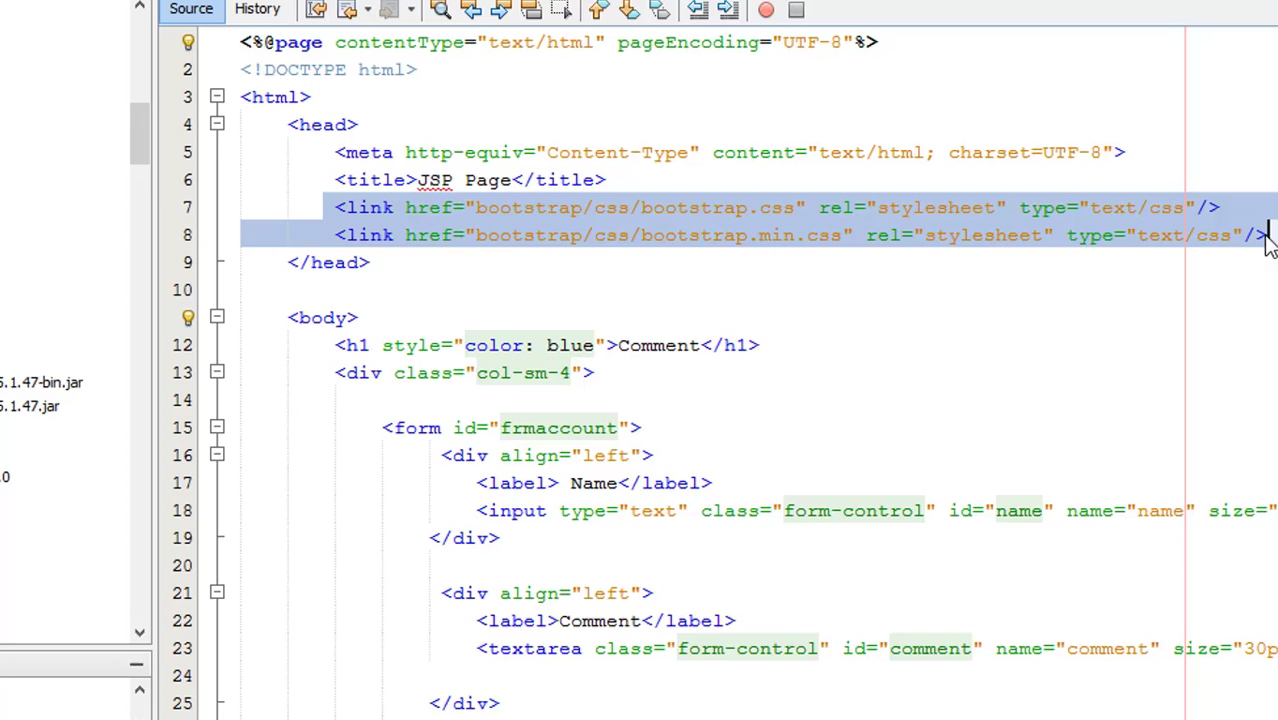 Source History
<%@page contentType="text/html" pageEncoding="UTF-8"%>
2 <!DOCTYPE html>
3 <html>
4 <head>
5 <meta http-equiv="Content-Type" content="text/html; charset=UTF-8">
6 <title>JSP Page</title>
7 <link href="bootstrap/css/bootstrap.css" rel="stylesheet" type="text/css"/>
8 <link href="bootstrap/css/bootstrap.min.css" rel="stylesheet" type="text/css"/>
9 </head>
10
<body>
12 <h1 style="color: blue">Comment</h1>
13 <div class="col-sm-4">
14
15 <form id="frmaccount">
16 <div align="left">
17 <label> Name</label>
18 <input type="text" class="form-control" id="name" name="name" size="
19 </div>
20
21 <div align="left">
22 <label>Comment</label>
23 <textarea class="form-control" id="comment" name="comment" size="30p
24
25 </div>
5.1.47-bin.jar
5.1.47.jar
.0